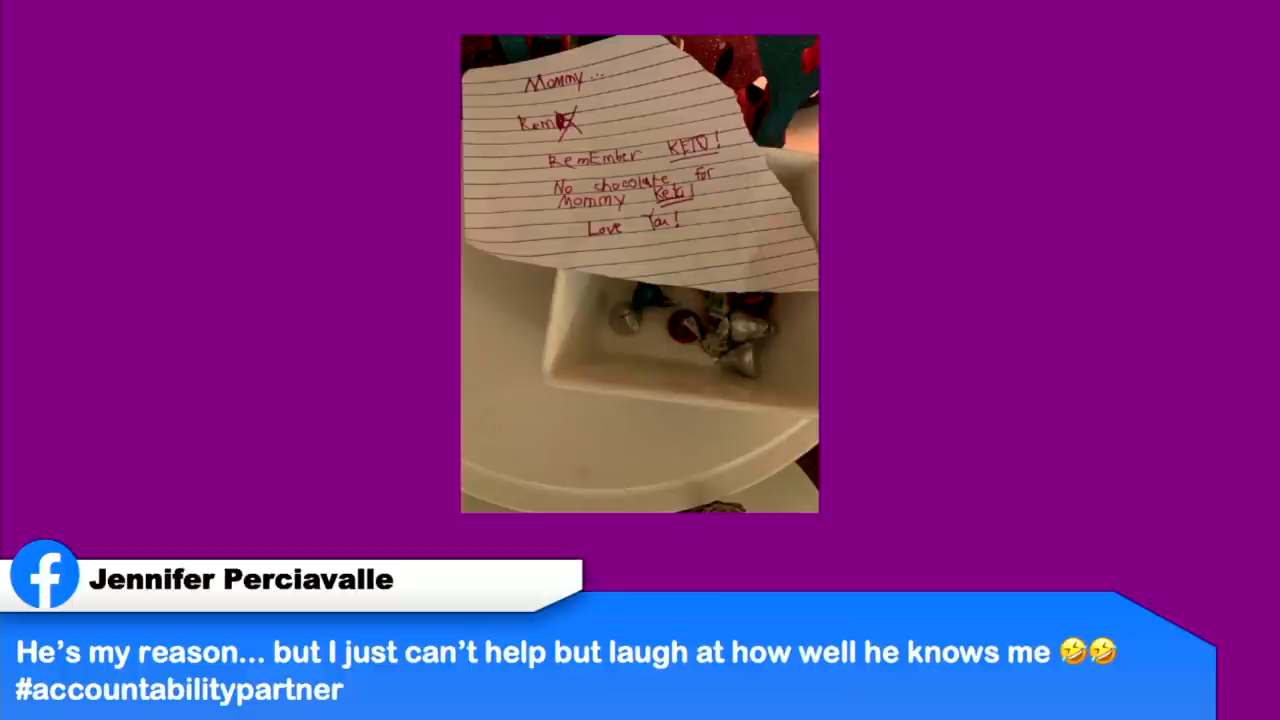 Mommy...
Rem
Remember KETO!
No chocolate for
Mommy Keto!
Love You!
Jennifer Perciavalle
He's my reason... but I just can't help but laugh at how well he knows me 🤣🤣
#accountabilitypartner